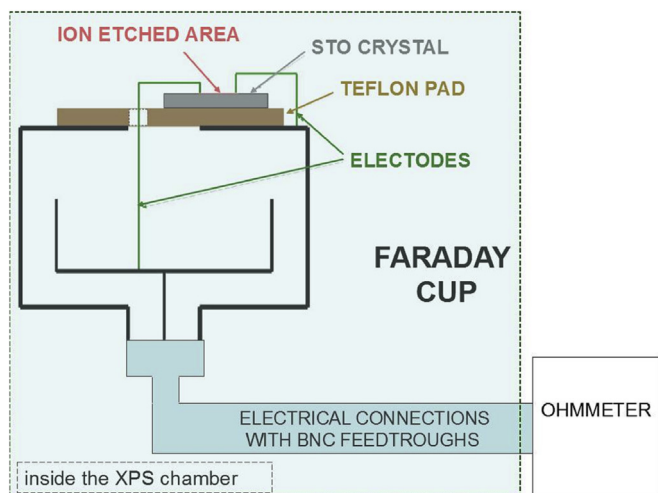 ION ETCHED AREA
STO CRYSTAL
TEFLON PAD
ELECTODES
FARADAY
CUP
OHMMETER
ELECTRICAL CONNECTIONS
WITH BNC FEEDTROUGHS
inside the XPS chamber